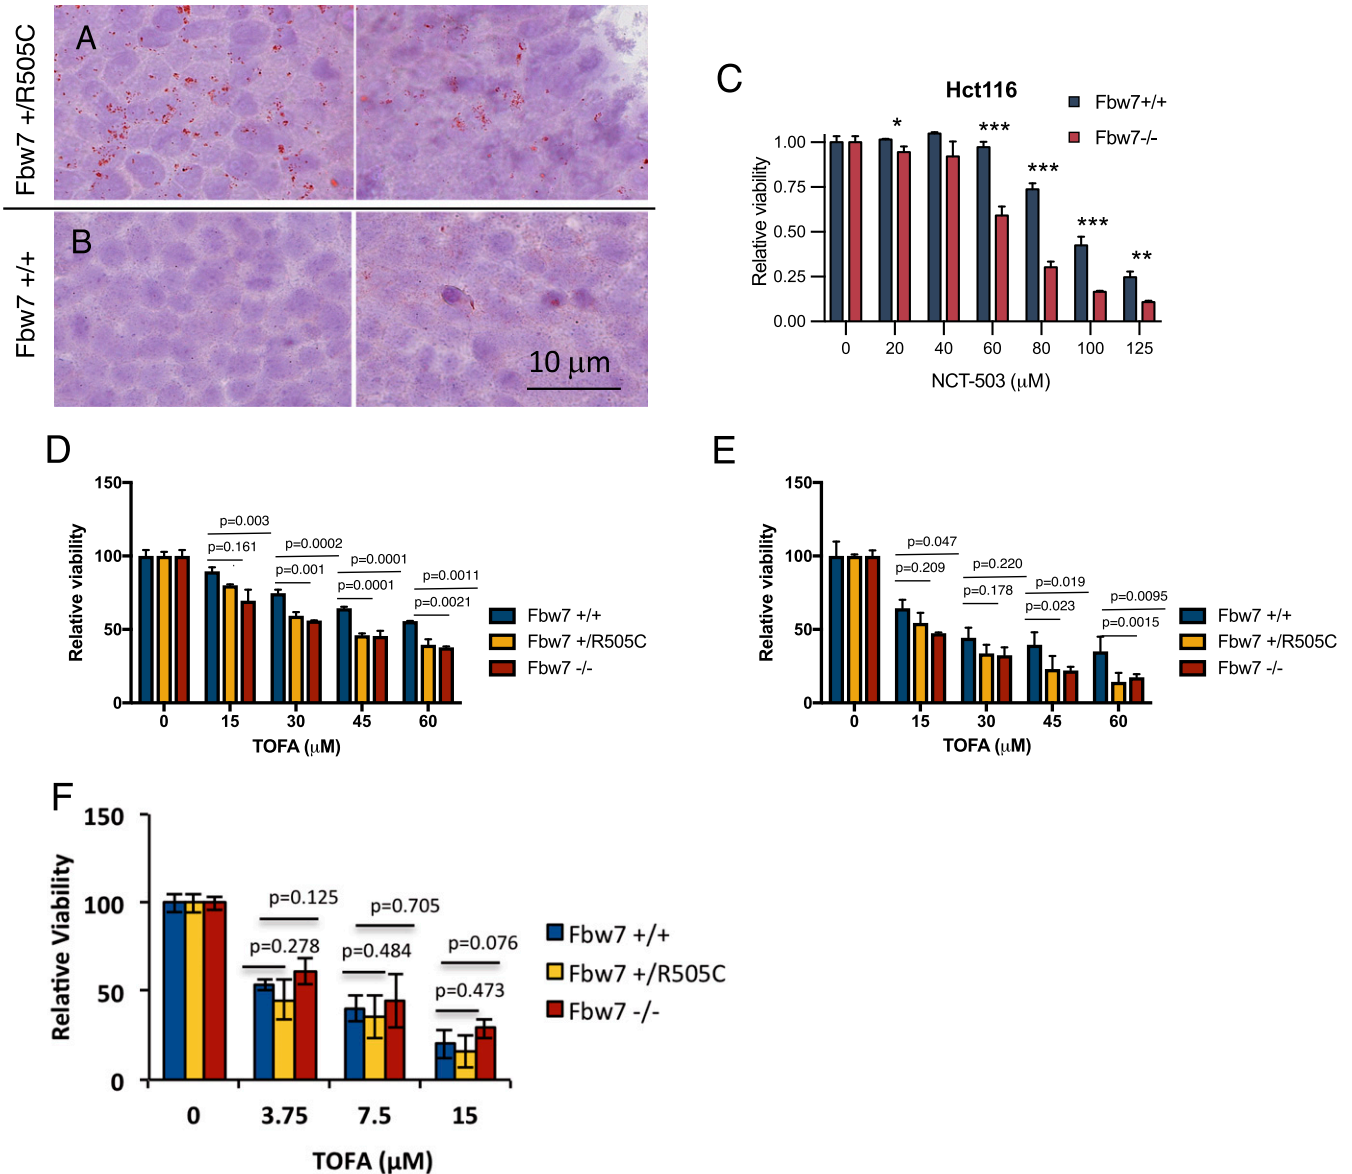 A
Fbw7 +/R505C
B
Fbw7 +/+
10 μm
C
Hct116
Fbw7+/+
Fbw7-/-
Relative viability
1.00
0.75
0.50
0.25
0.00
*
***
***
***
**
0 20 40 60 80 100 125
NCT-503 (μM)
D
Relative viability
150
100
50
0
p=0.003
p=0.161
p=0.0002
p=0.001
p=0.0001
p=0.0001
p=0.0011
p=0.0021
0 15 30 45 60
TOFA (μM)
Fbw7 +/+
Fbw7 +/R505C
Fbw7 -/-
E
Relative viability
150
100
50
0
p=0.047
p=0.209
p=0.220
p=0.178
p=0.019
p=0.023
p=0.0095
p=0.0015
0 15 30 45 60
TOFA (μM)
Fbw7 +/+
Fbw7 +/R505C
Fbw7 -/-
F
Relative Viability
150
100
50
0
p=0.125
p=0.278
p=0.705
p=0.484
p=0.076
p=0.473
0 3.75 7.5 15
TOFA (μM)
Fbw7 +/+
Fbw7 +/R505C
Fbw7 -/-